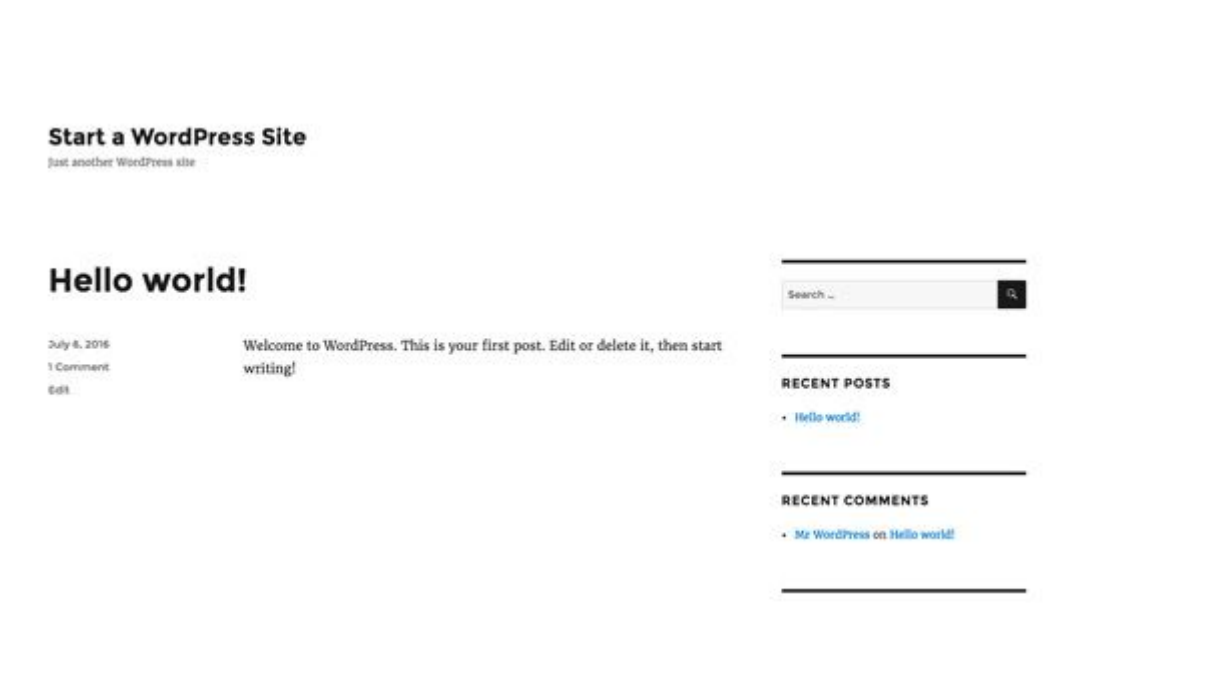 Start a WordPress Site
Just another WordPress site
Hello world!
July 6, 2016
1 Comment
Edit
Welcome to WordPress. This is your first post. Edit or delete it, then start
writing!
Search …
RECENT POSTS
Hello world!
RECENT COMMENTS
Mr WordPress on Hello world!